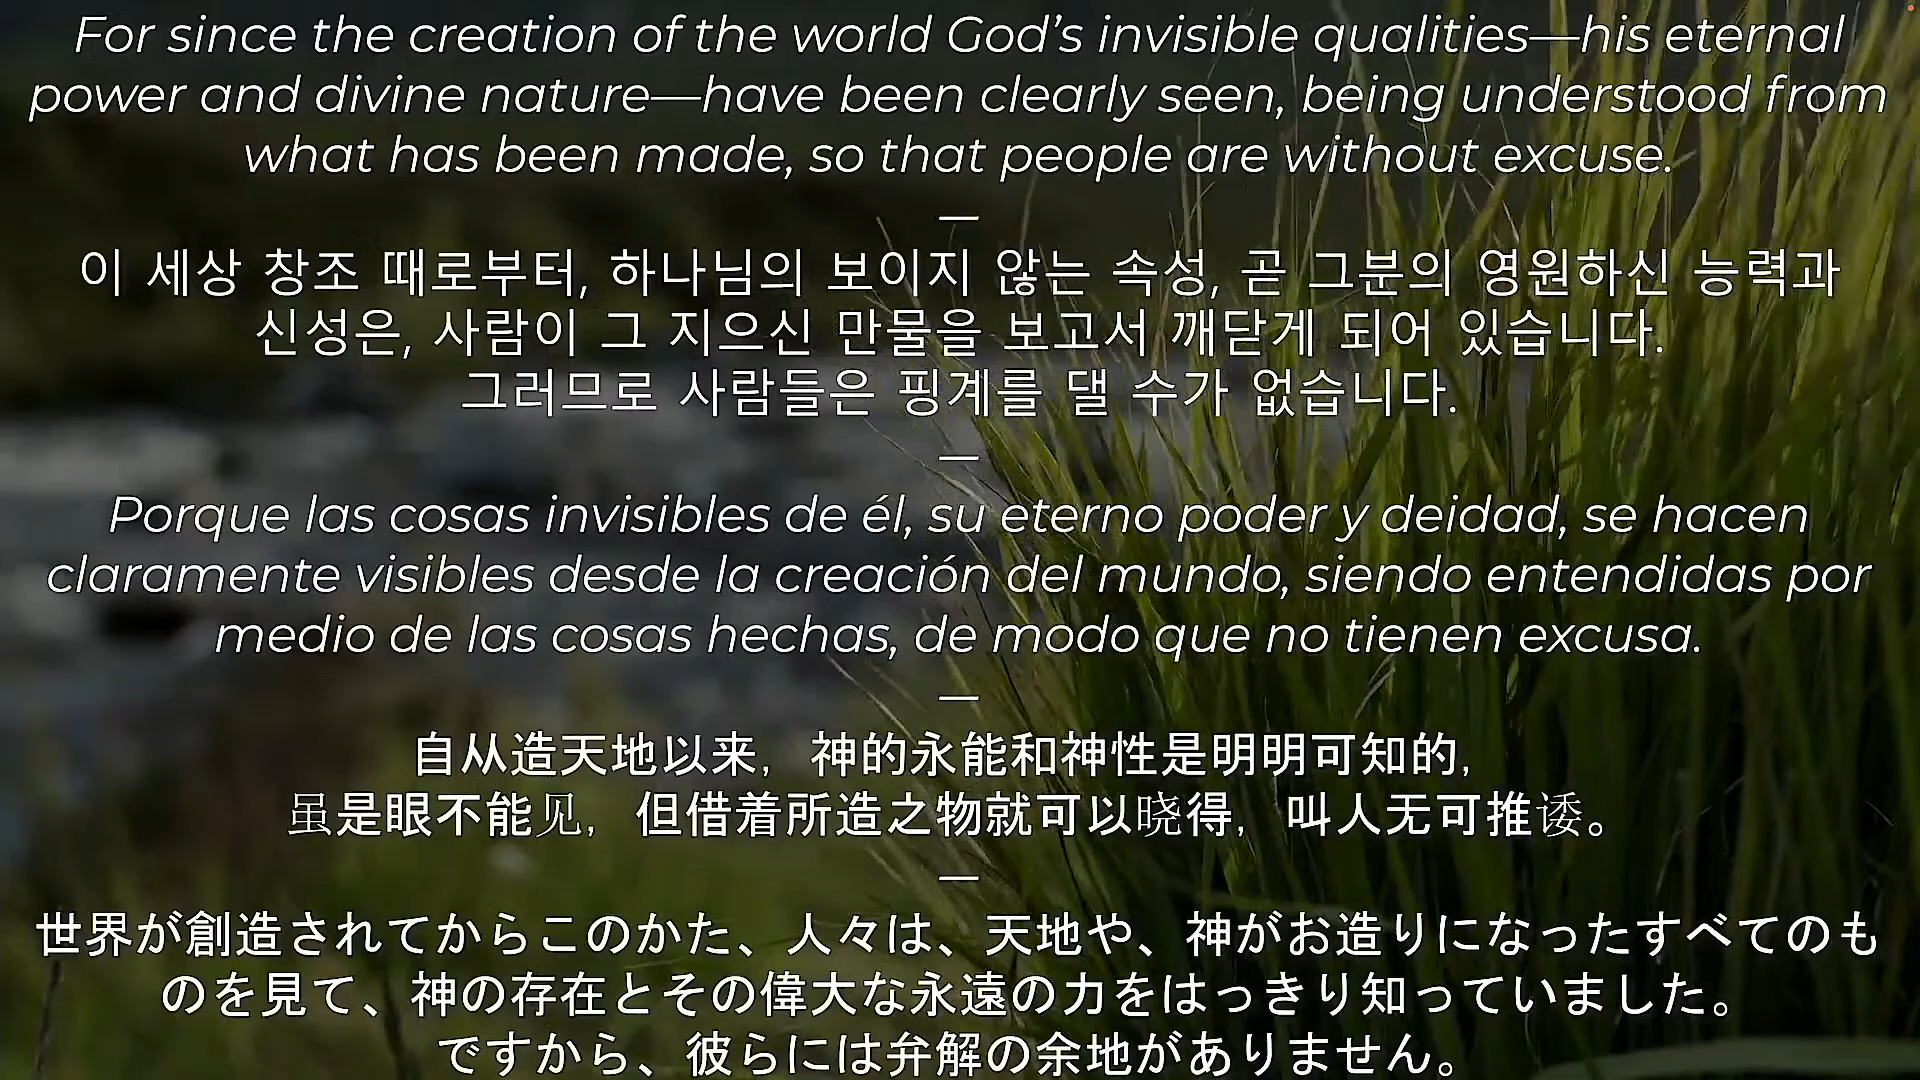 For since the creation of the world God’s invisible qualities—his eternal
power and divine nature—have been clearly seen, being understood from
what has been made, so that people are without excuse.
—
이 세상 창조 때로부터, 하나님의 보이지 않는 속성, 곧 그분의 영원하신 능력과
신성은, 사람이 그 지으신 만물을 보고서 깨닫게 되어 있습니다.
그러므로 사람들은 핑계를 댈 수가 없습니다.
—
Porque las cosas invisibles de él, su eterno poder y deidad, se hacen
claramente visibles desde la creación del mundo, siendo entendidas por
medio de las cosas hechas, de modo que no tienen excusa.
—
自从造天地以来，神的永能和神性是明明可知的，
虽是眼不能见，但借着所造之物就可以晓得，叫人无可推诿。
—
世界が創造されてからこのかた、人々は、天地や、神がお造りになったすべてのも
のを見て、神の存在とその偉大な永遠の力をはっきり知っていました。
ですから、彼らには弁解の余地がありません。